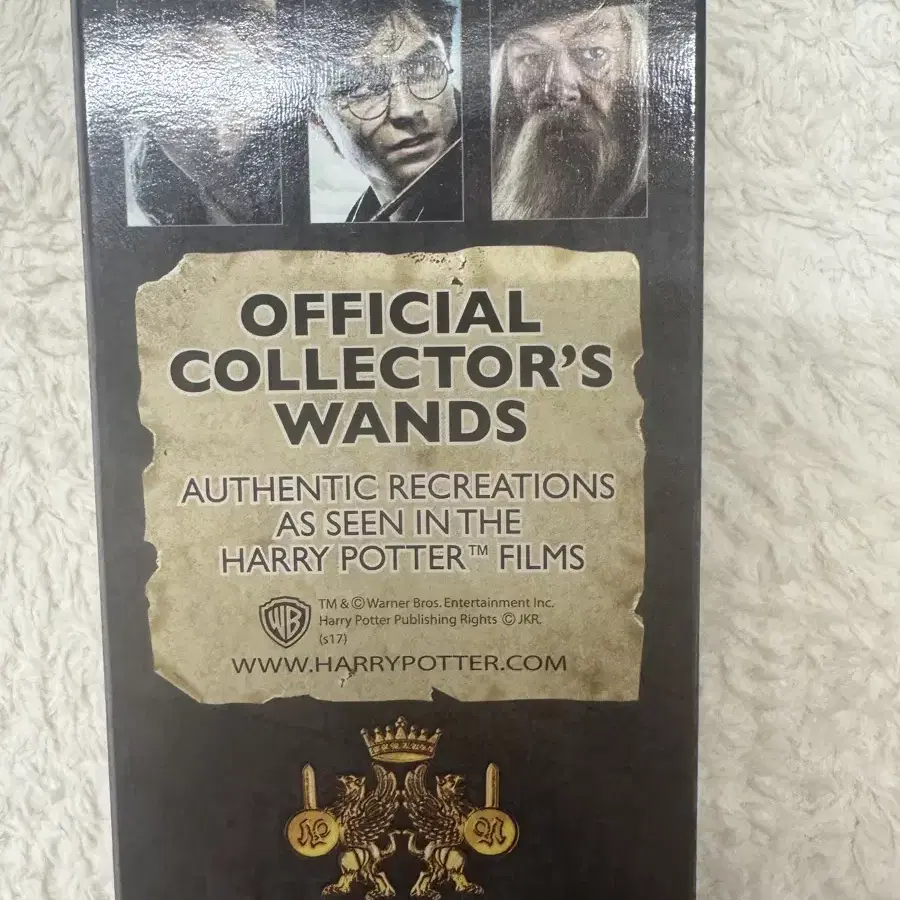 OFFICIAL
COLLECTOR'S
WANDS
AUTHENTIC RECREATIONS
AS SEEN IN THE
HARRY POTTER™ FILMS
WB
TM & © Warner Bros. Entertainment Inc.
Harry Potter Publishing Rights © JKR.
(s17)
WWW.HARRYPOTTER.COM